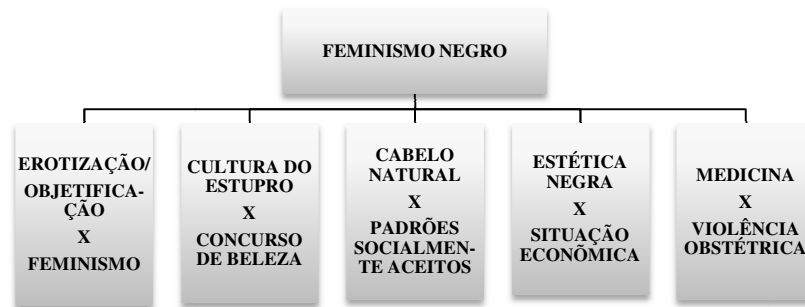 FEMINISMO NEGRO
EROTIZAÇÃO/
OBJETIFICA-
ÇÃO
X
FEMINISMO
CULTURA DO
ESTUPRO
X
CONCURSO
DE BELEZA
CABELO
NATURAL
X
PADRÕES
SOCIALMEN-
TE ACEITOS
ESTÉTICA
NEGRA
X
SITUAÇÃO
ECONÕMICA
MEDICINA
X
VIOLÊNCIA
OBSTÉTRICA